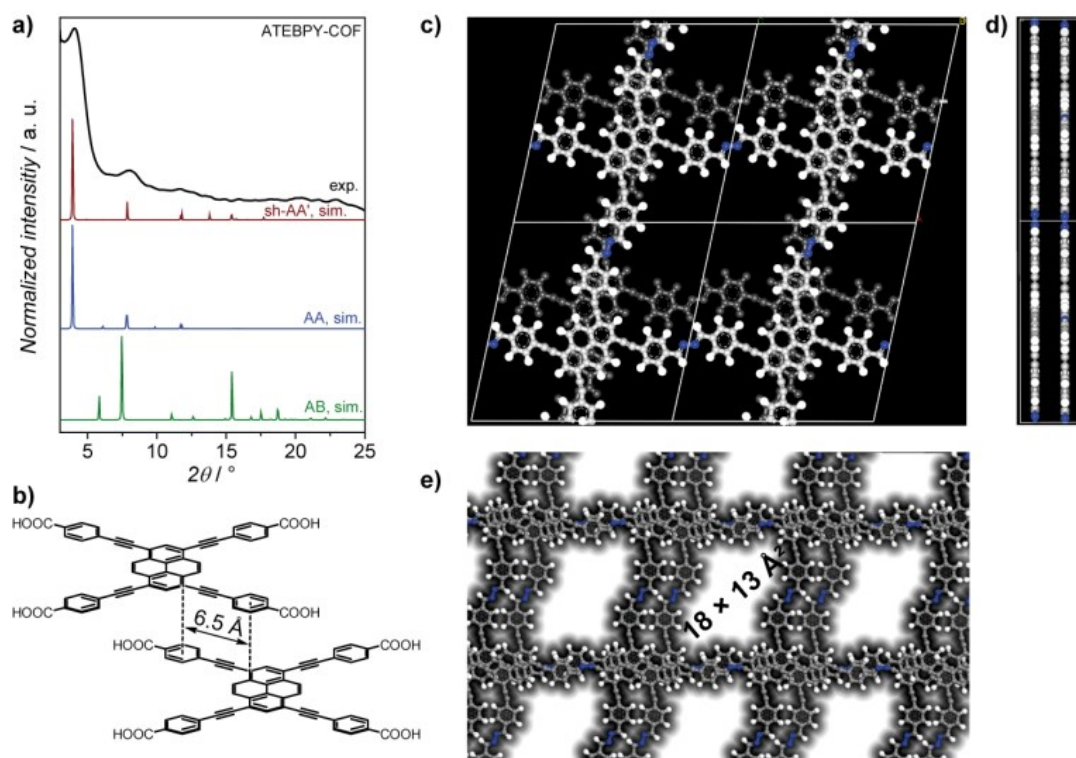 a)
ATEBPY-COF
exp.
sh-AA', sim.
AA, sim.
AB, sim.
Normalized intensitiy / a. u.
5 10 15 20 25
2θ / °
b)
HOOC
COOH
HOOC
COOH
6.5 Å
HOOC
COOH
HOOC
COOH
c)
d)
e)
18 × 13 Å²